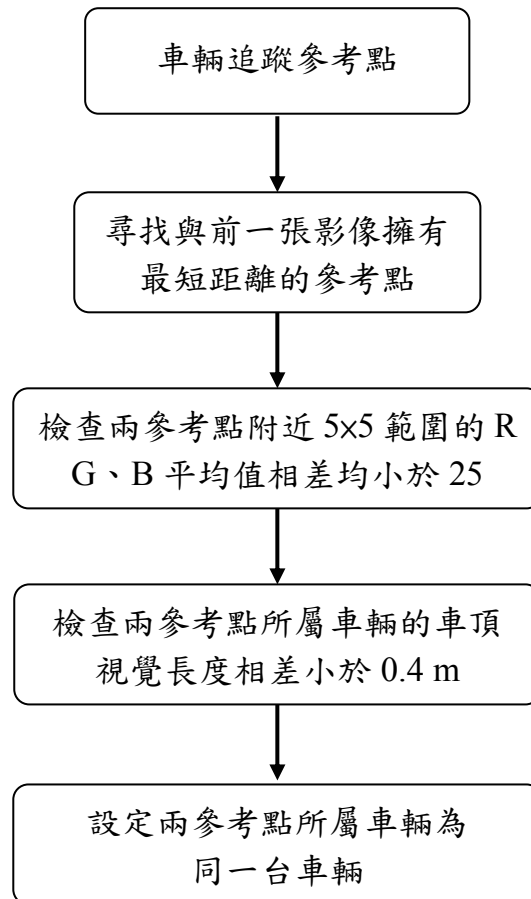 車輛追蹤參考點
尋找與前一張影像擁有
最短距離的參考點
檢查兩參考點附近 5×5 範圍的 R
G、B 平均值相差均小於 25
檢查兩參考點所屬車輛的車頂
視覺長度相差小於 0.4 m
設定兩參考點所屬車輛為
同一台車輛